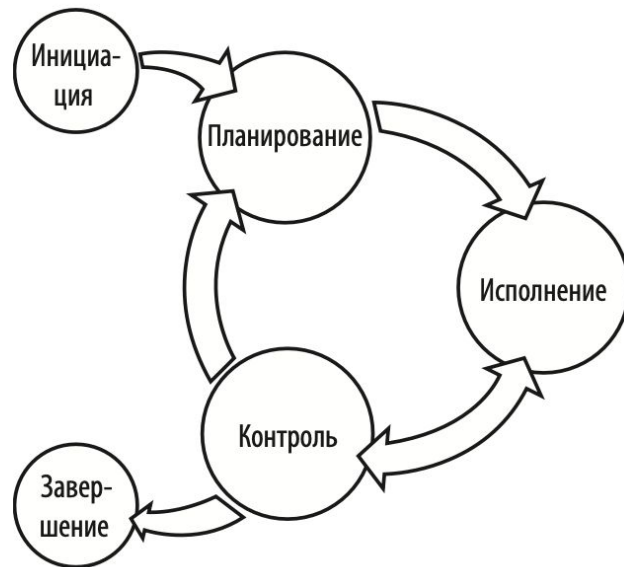 Инициа-
ция
Планирование
Исполнение
Контроль
Завер-
шение